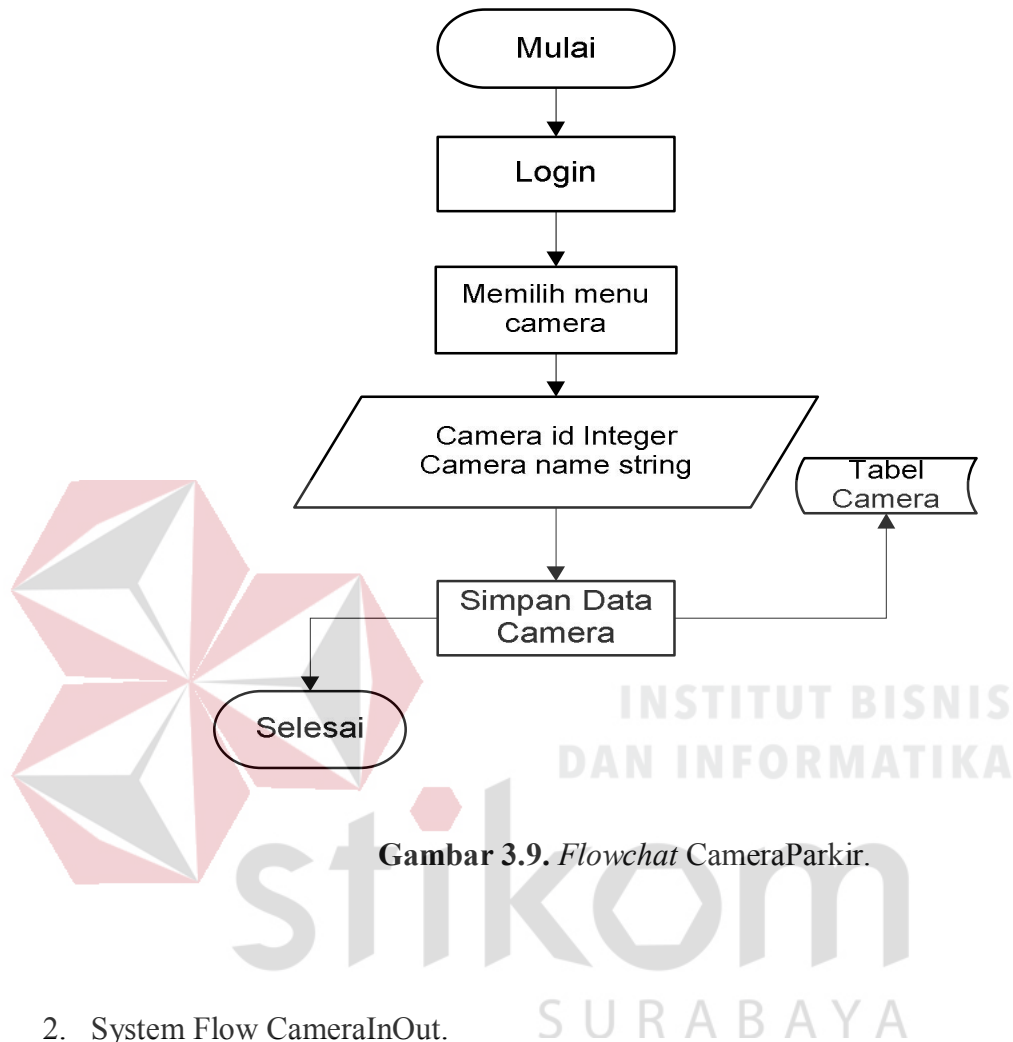 Mulai
Login
Memilih menu
camera
Camera id Integer
Camera name string
Tabel
Camera
Simpan Data
Camera
Selesai
INSTITUT BISNIS
DAN INFORMATIKA
stikom
SURABAYA
Gambar 3.9. Flowchat CameraParkir.
2. System Flow CameraInOut.